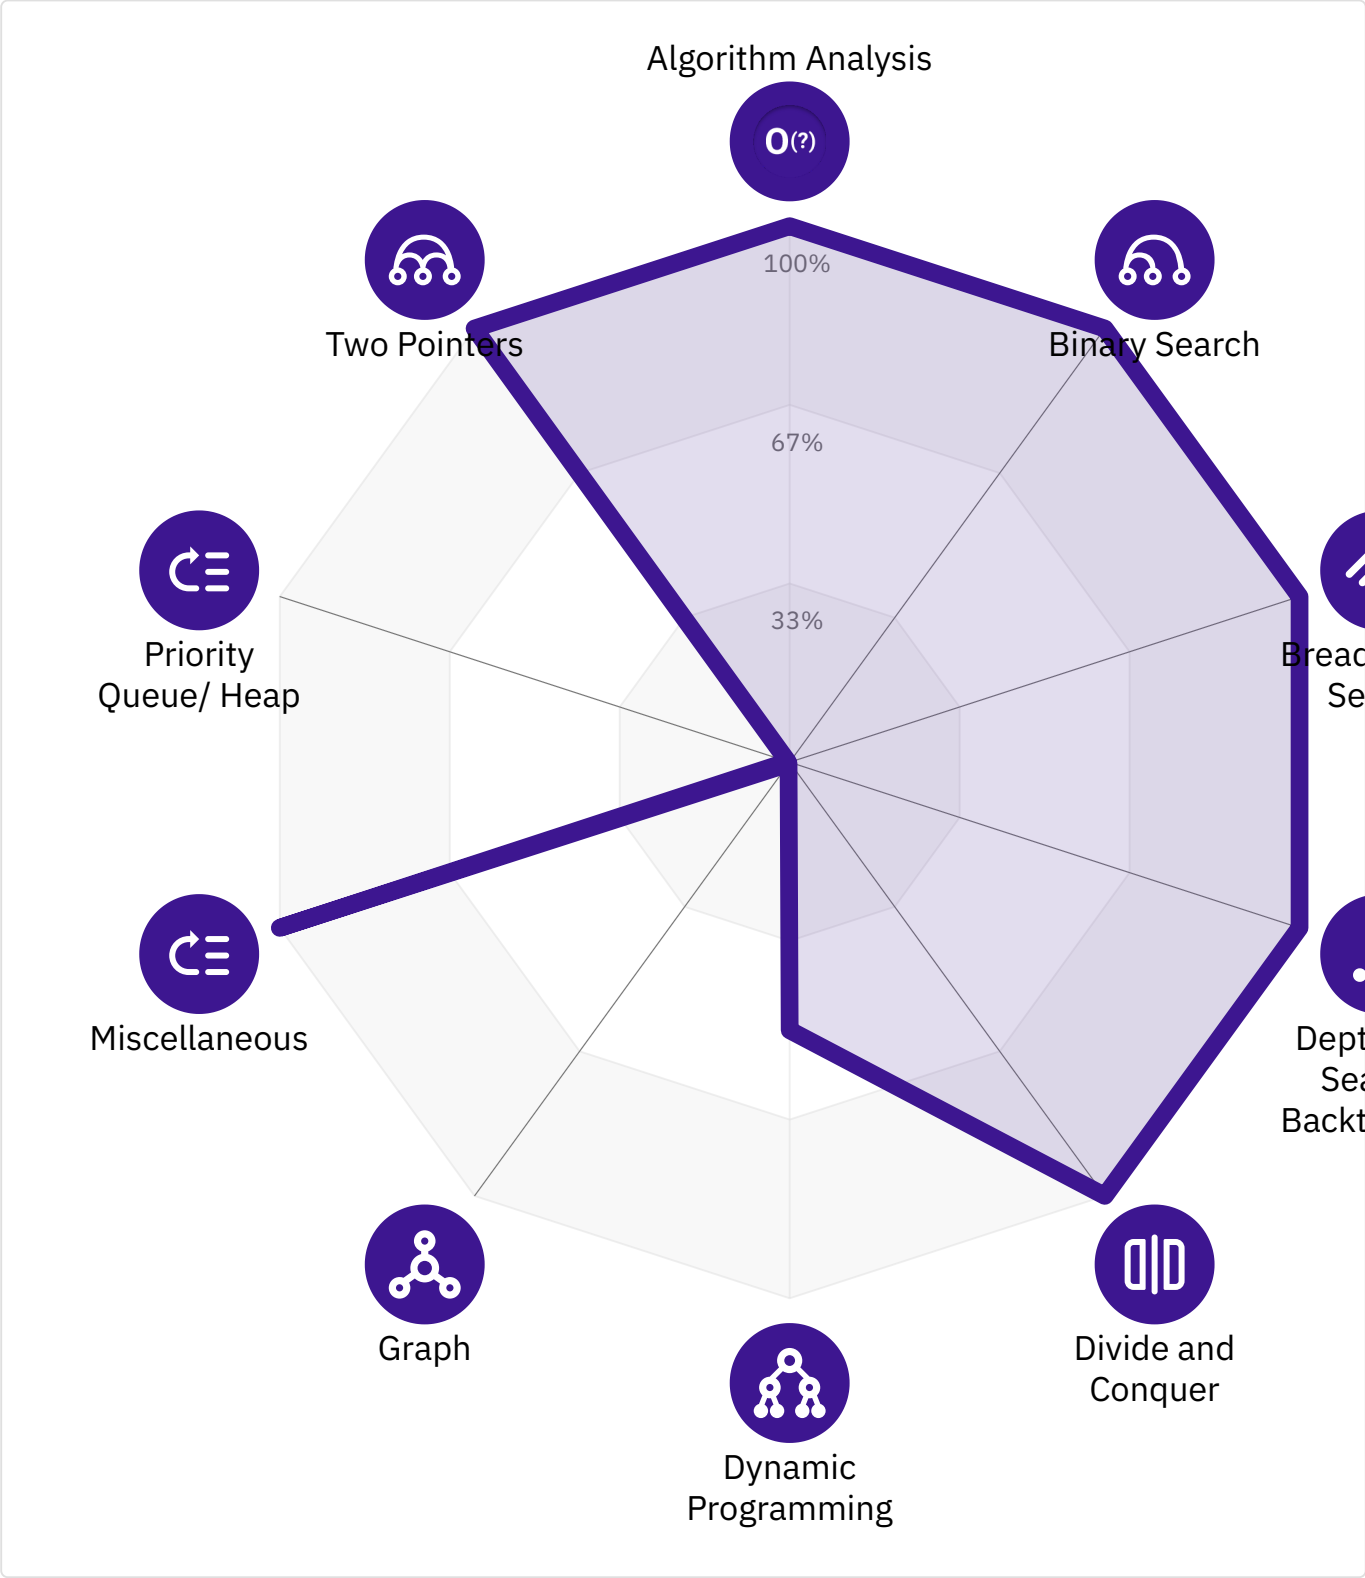 Algorithm Analysis
O(?)
Two Pointers
Binary Search
100%
67%
33%
Priority
Queue/ Heap
Miscellaneous
Graph
Divide and
Conquer
Dynamic
Programming